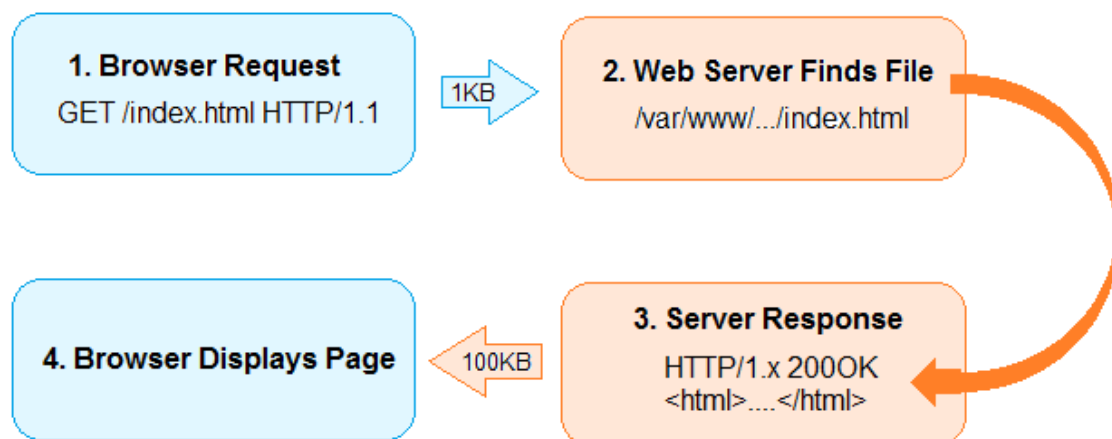 1. Browser Request
GET /index.html HTTP/1.1
1KB
2. Web Server Finds File
/var/www/.../index.html
3. Server Response
HTTP/1.x 200OK
<html>....</html>
100KB
4. Browser Displays Page